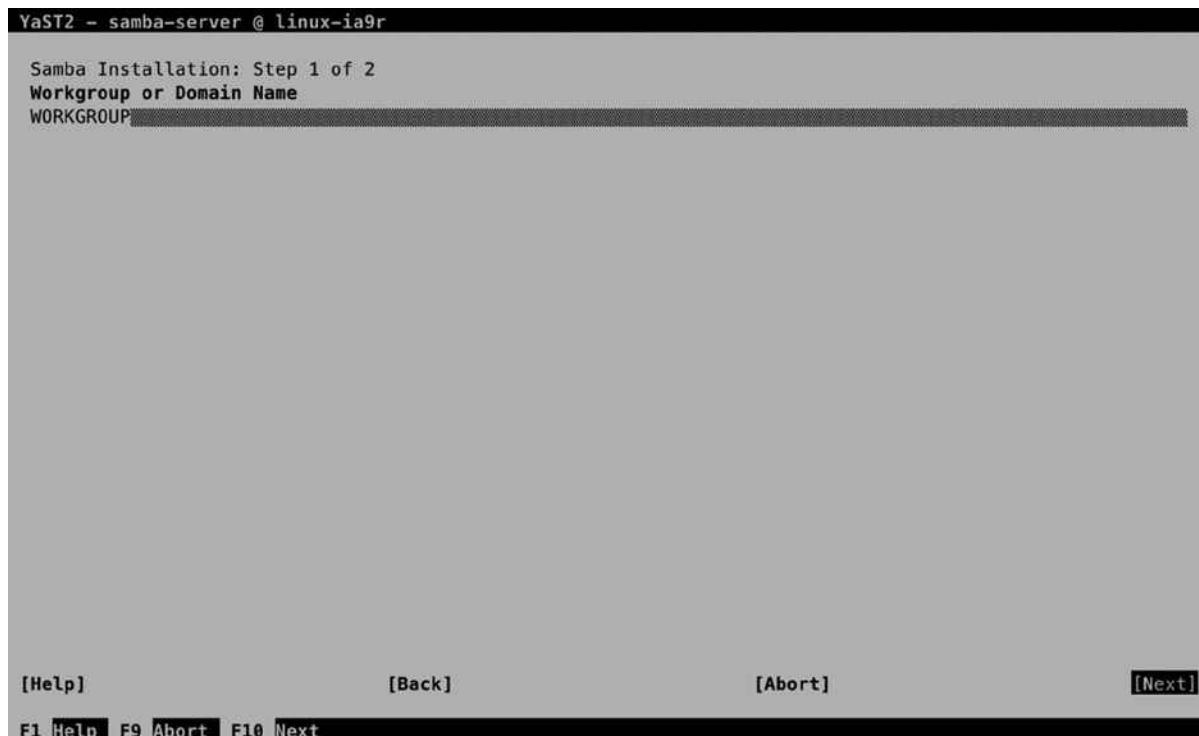 YaST2 - samba-server @ linux-ia9r
Samba Installation: Step 1 of 2
Workgroup or Domain Name
WORKGROUP
[Help] [Back] [Abort] [Next]
F1 Help F9 Abort F10 Next